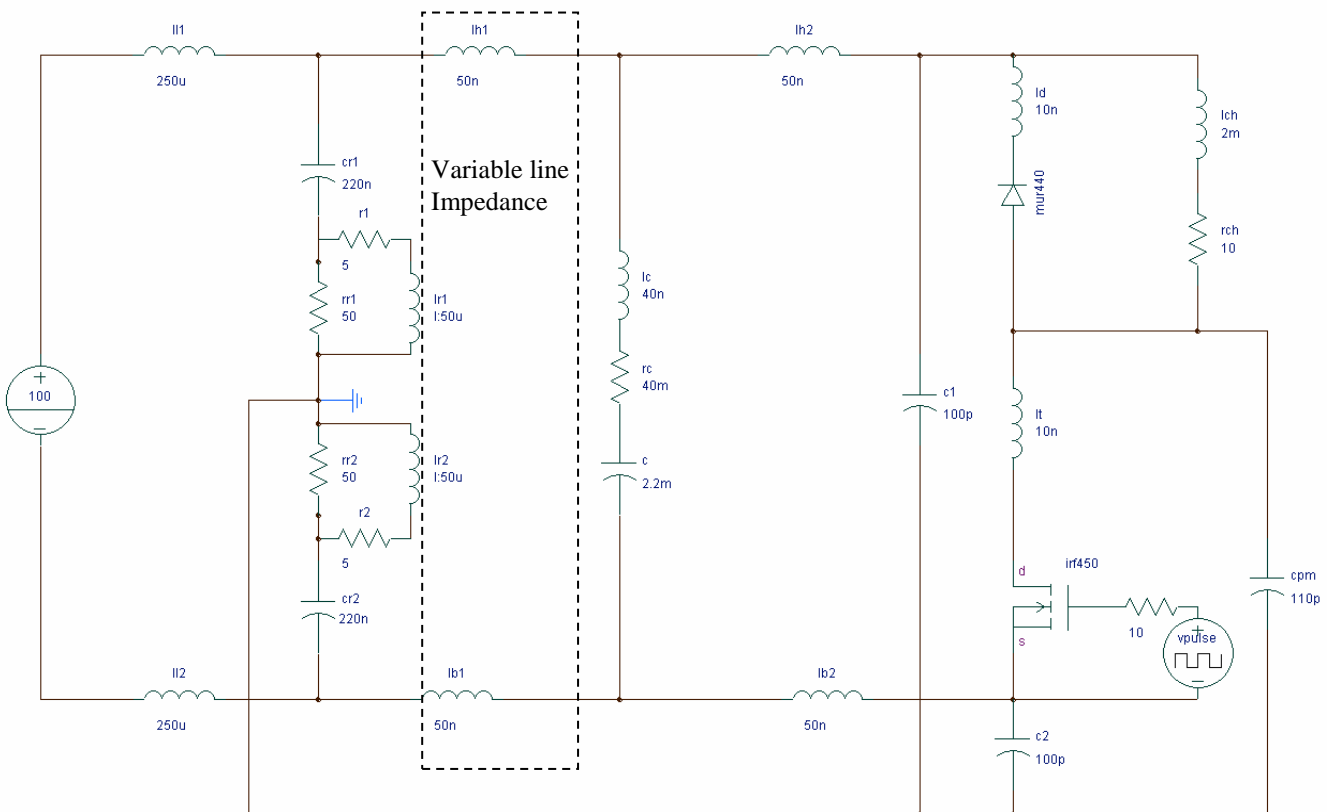 ll1
250u
lh1
50n
lh2
50n
ld
10n
lch
2m
cr1
220n
Variable line
Impedance
mur440
r1
5
rr1
50
lr1
l:50u
rch
10
lc
40n
rc
40m
+
100
−
c1
100p
lt
10n
rr2
50
lr2
l:50u
r2
5
c
2.2m
cr2
220n
d
irf450
s
10
+
vpulse
−
cpm
110p
ll2
250u
lb1
50n
lb2
50n
c2
100p